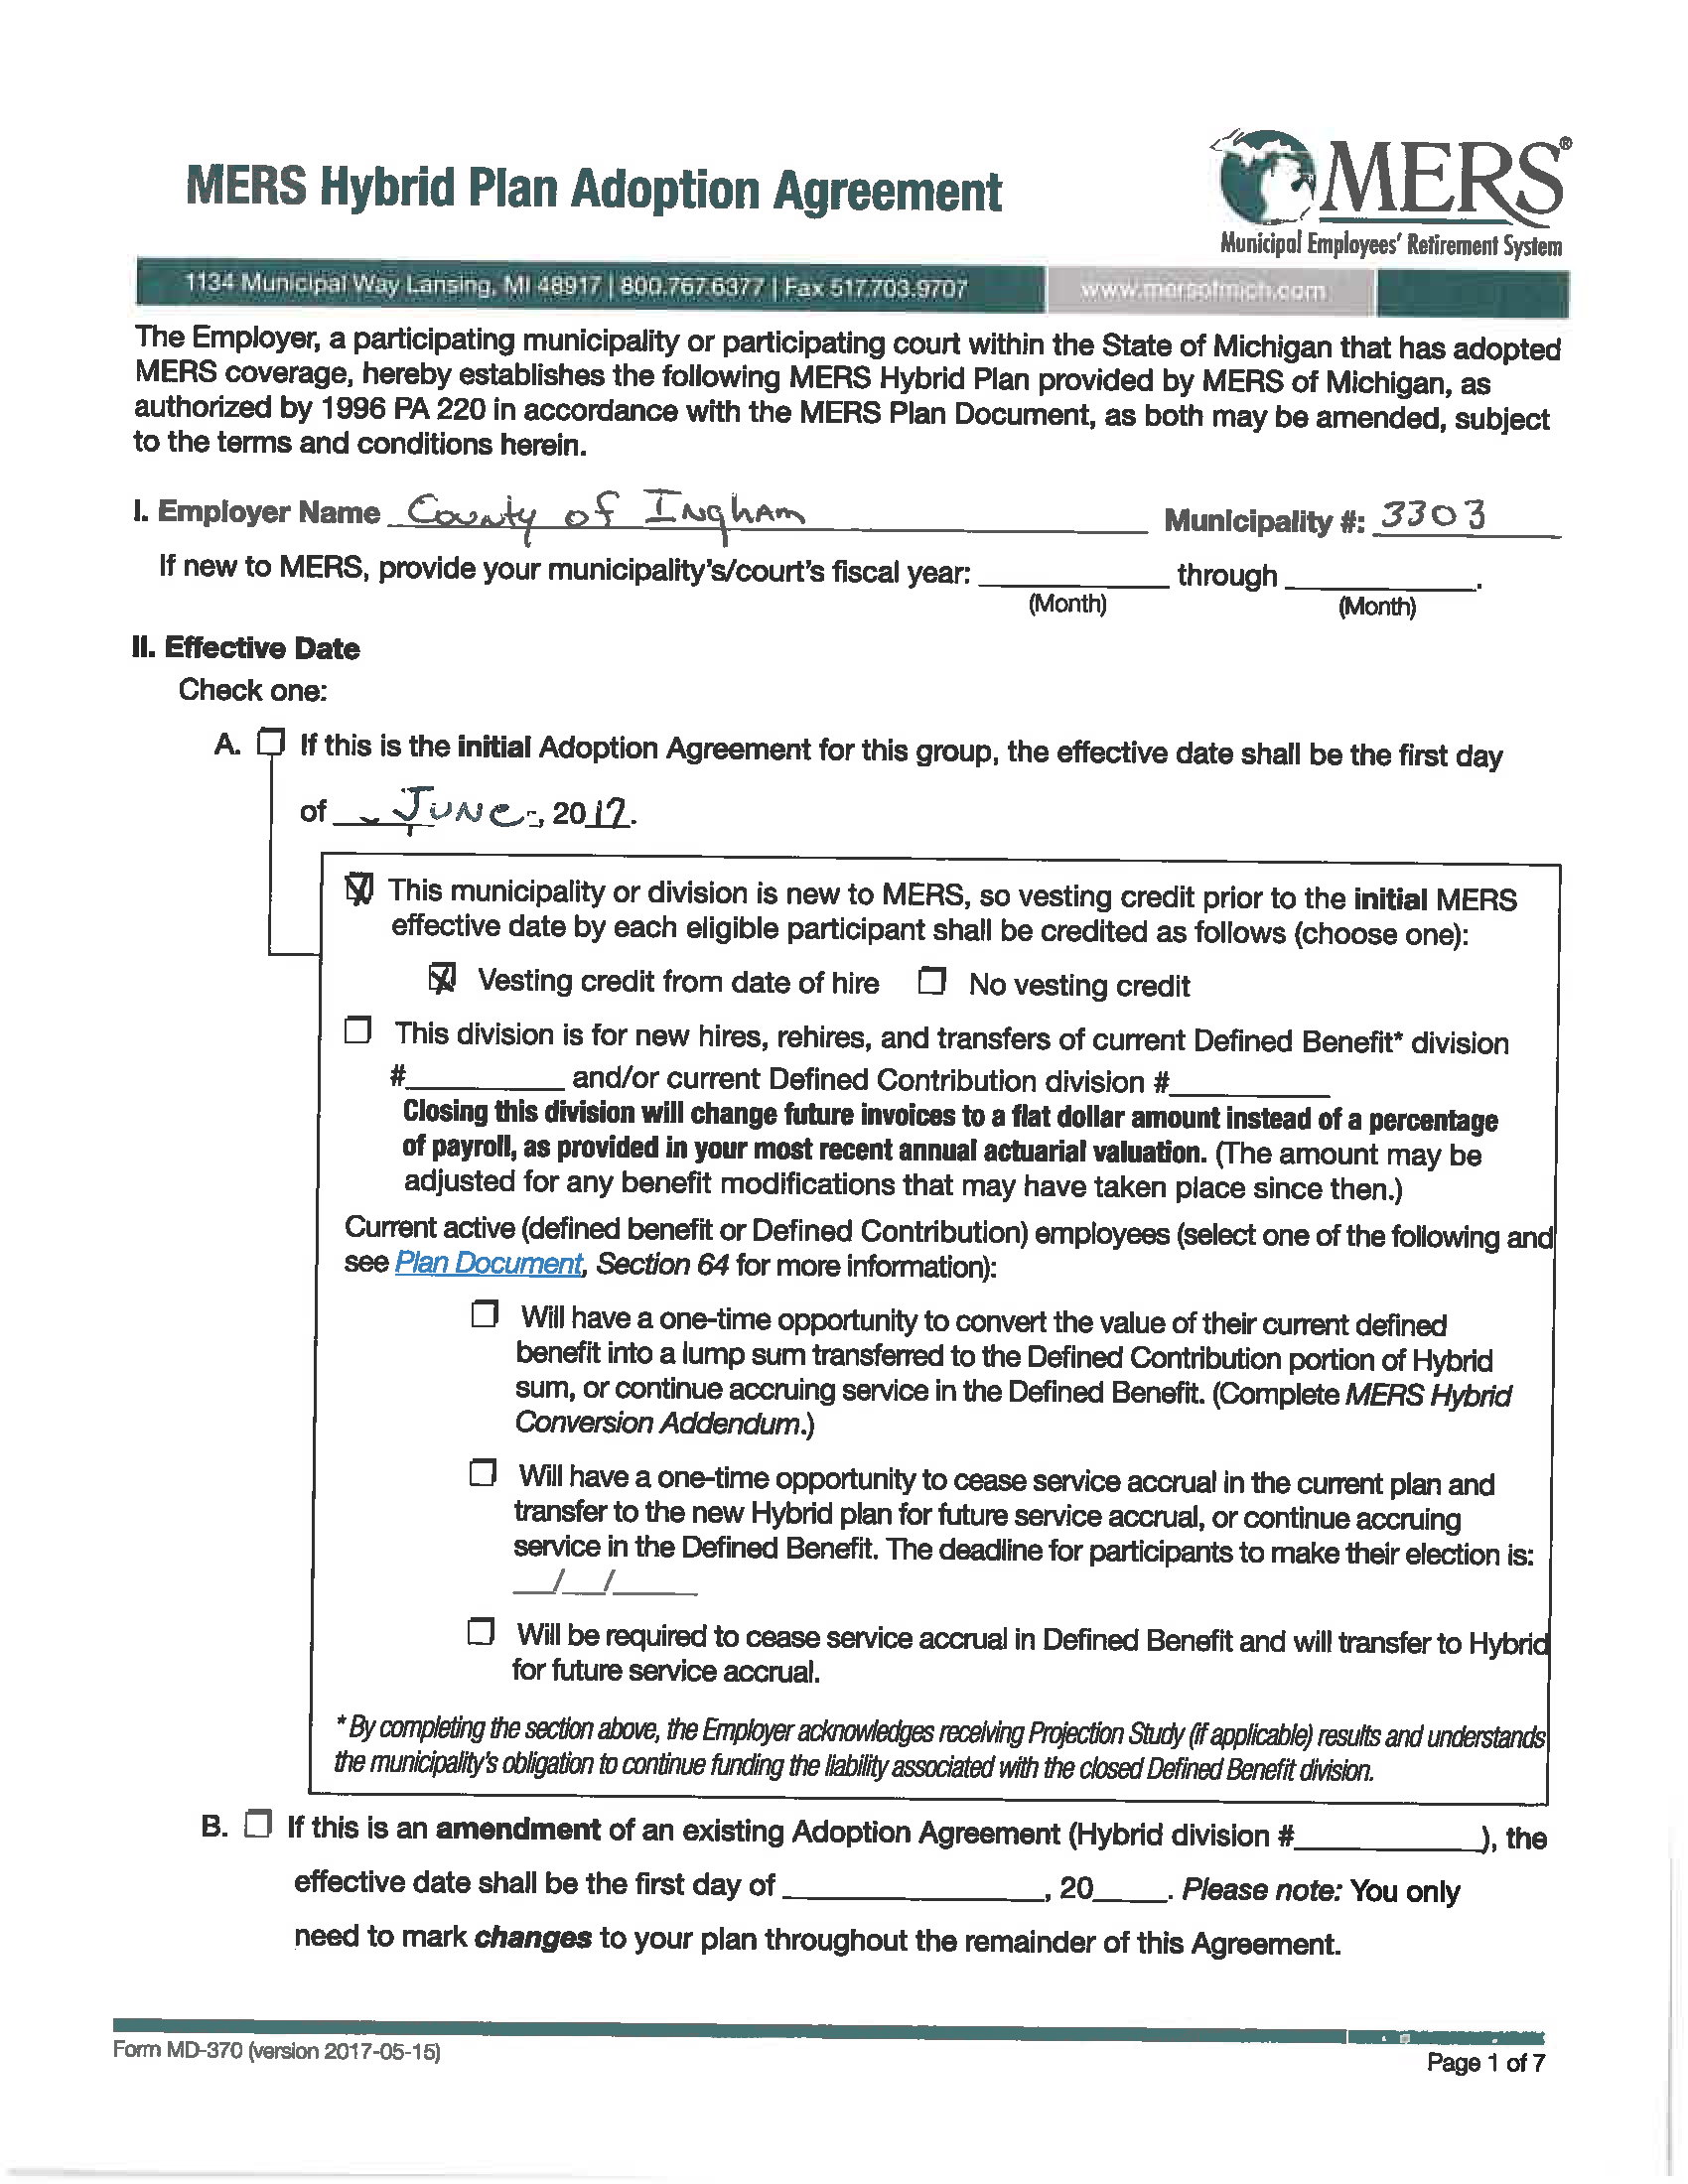 MERS Hybrid Plan Adoption Agreement
MERS®
Municipal Employees' Retirement System
1134 Municipal Way Lansing, MI 48917 | 800.767.6377 | Fax 517.703.9707 www.mersofmich.com
The Employer, a participating municipality or participating court within the State of Michigan that has adopted
MERS coverage, hereby establishes the following MERS Hybrid Plan provided by MERS of Michigan, as
authorized by 1996 PA 220 in accordance with the MERS Plan Document, as both may be amended, subject
to the terms and conditions herein.
I. Employer Name County of Ingham Municipality #: 3303
If new to MERS, provide your municipality's/court's fiscal year: ________ through ________.
(Month) (Month)
II. Effective Date
Check one:
A. ☐ If this is the initial Adoption Agreement for this group, the effective date shall be the first day
of June, 2017.
☒ This municipality or division is new to MERS, so vesting credit prior to the initial MERS
effective date by each eligible participant shall be credited as follows (choose one):
☒ Vesting credit from date of hire ☐ No vesting credit
☐ This division is for new hires, rehires, and transfers of current Defined Benefit* division
#________ and/or current Defined Contribution division #________
Closing this division will change future invoices to a flat dollar amount instead of a percentage
of payroll, as provided in your most recent annual actuarial valuation. (The amount may be
adjusted for any benefit modifications that may have taken place since then.)
Current active (defined benefit or Defined Contribution) employees (select one of the following and
see Plan Document, Section 64 for more information):
☐ Will have a one-time opportunity to convert the value of their current defined
benefit into a lump sum transferred to the Defined Contribution portion of Hybrid
sum, or continue accruing service in the Defined Benefit. (Complete MERS Hybrid
Conversion Addendum.)
☐ Will have a one-time opportunity to cease service accrual in the current plan and
transfer to the new Hybrid plan for future service accrual, or continue accruing
service in the Defined Benefit. The deadline for participants to make their election is:
__/__/____
☐ Will be required to cease service accrual in Defined Benefit and will transfer to Hybrid
for future service accrual.
*By completing the section above, the Employer acknowledges receiving Projection Study (if applicable) results and understands
the municipality's obligation to continue funding the liability associated with the closed Defined Benefit division.
B. ☐ If this is an amendment of an existing Adoption Agreement (Hybrid division #________), the
effective date shall be the first day of ____________, 20____. Please note: You only
need to mark changes to your plan throughout the remainder of this Agreement.
Form MD-370 (version 2017-05-15)
Page 1 of 7